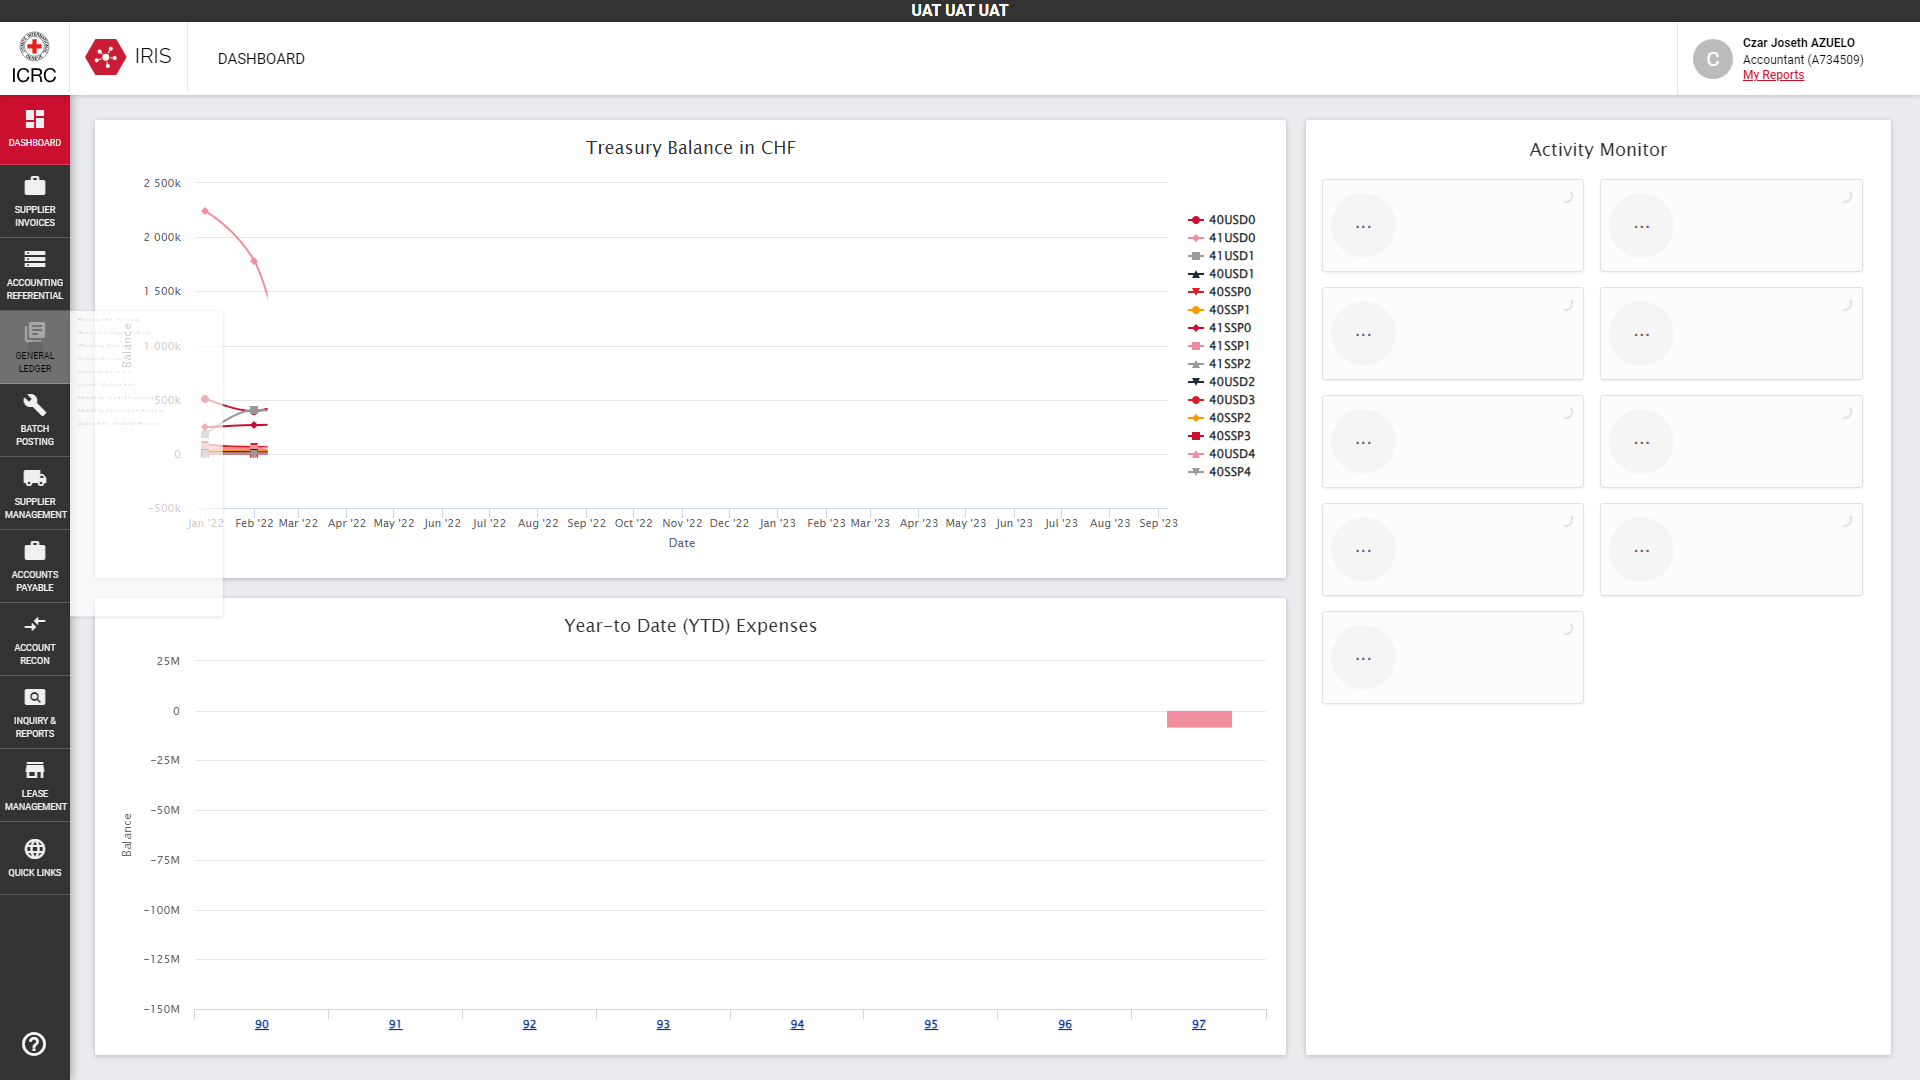 UAT UAT UAT
ICRC
IRIS
DASHBOARD
C
Czar Joseth AZUELO
Accountant (A734509)
My Reports
DASHBOARD
SUPPLIER
INVOICES
ACCOUNTING
REFERENTIAL
GENERAL
LEDGER
BATCH
POSTING
SUPPLIER
MANAGEMENT
ACCOUNTS
PAYABLE
ACCOUNT
RECON
INQUIRY &
REPORTS
LEASE
MANAGEMENT
QUICK LINKS
Treasury Balance in CHF
2 500k
2 000k
1 500k
1 000k
500k
0
-500k
Balance
Jan '22
Feb '22
Mar '22
Apr '22
May '22
Jun '22
Jul '22
Aug '22
Sep '22
Oct '22
Nov '22
Dec '22
Jan '23
Feb '23
Mar '23
Apr '23
May '23
Jun '23
Jul '23
Aug '23
Sep '23
Date
40USD0
41USD0
41USD1
40USD1
40SSP0
40SSP1
41SSP0
41SSP1
41SSP2
40USD2
40USD3
40SSP2
40SSP3
40USD4
40SSP4
Year-to Date (YTD) Expenses
25M
0
-25M
-50M
-75M
-100M
-125M
-150M
Balance
90
91
92
93
94
95
96
97
Activity Monitor
...
...
...
...
...
...
...
...
...